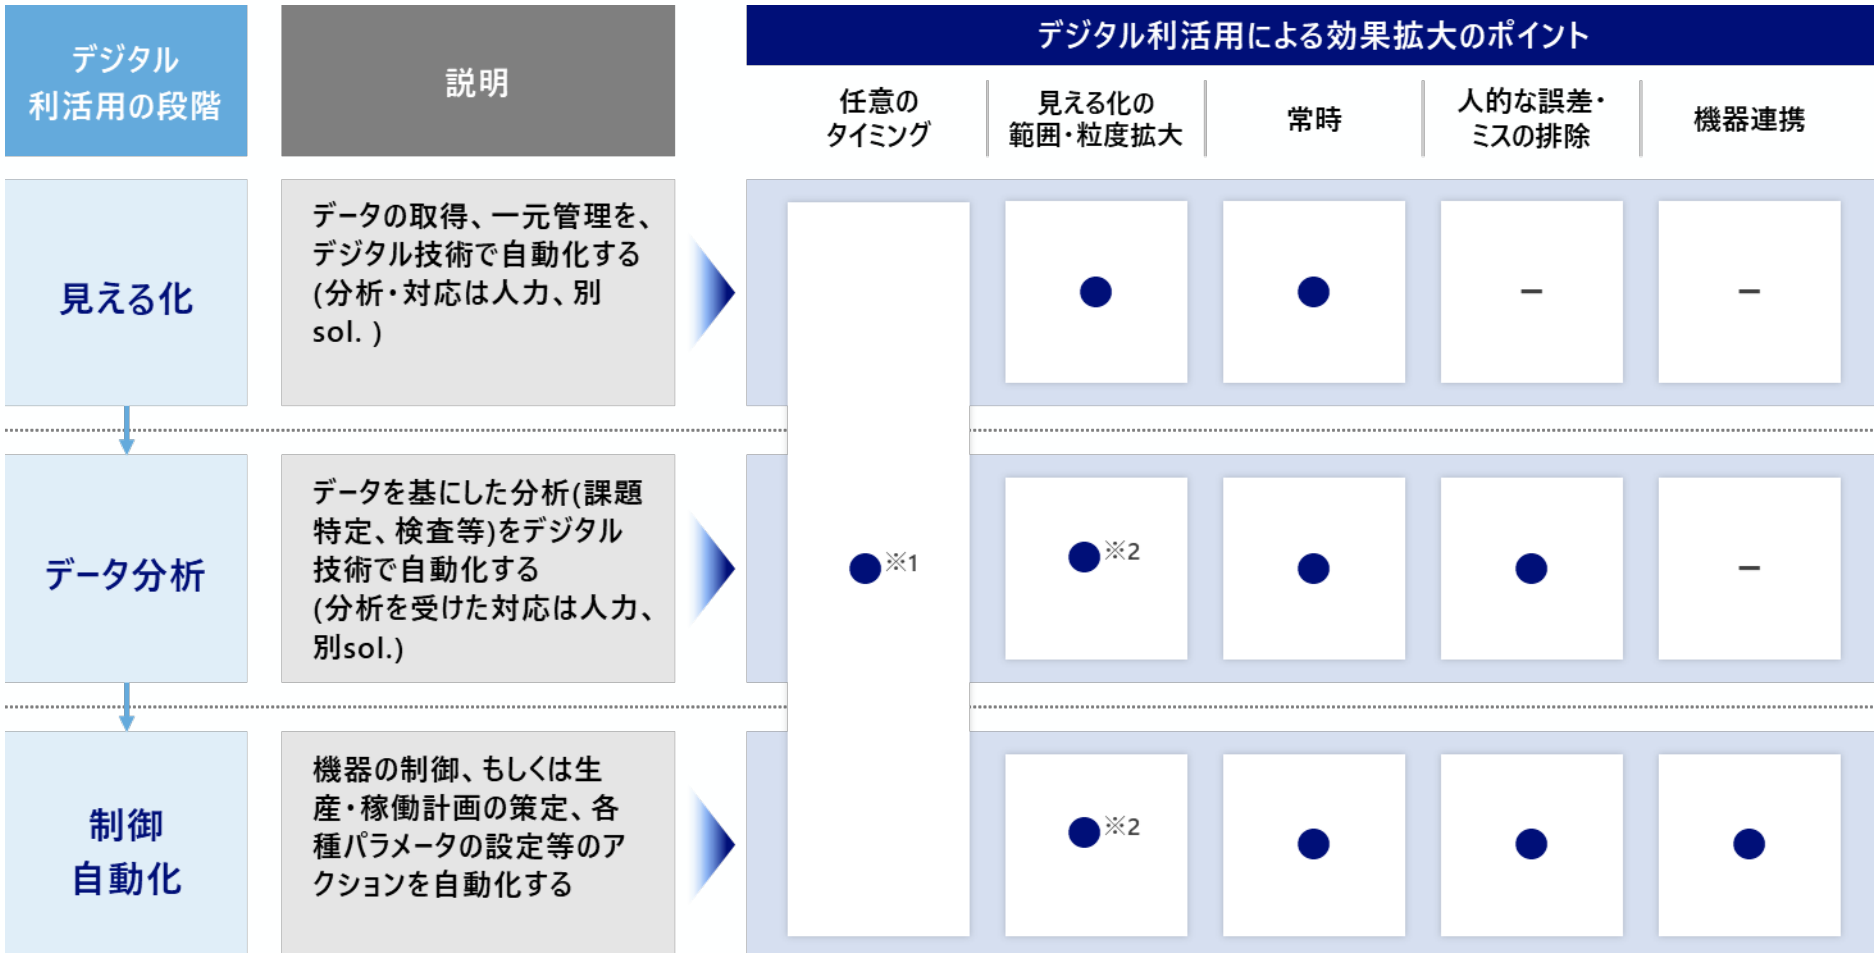 デジタル
利活用の段階
説明
デジタル利活用による効果拡大のポイント
任意の
タイミング
見える化の
範囲・粒度拡大
常時
人的な誤差・
ミスの排除
機器連携
見える化
データの取得、一元管理を、
デジタル技術で自動化する
(分析・対応は人力、別
sol. )
●
●
–
–
データ分析
データを基にした分析(課題
特定、検査等)をデジタル
技術で自動化する
(分析を受けた対応は人力、
別sol.)
●※1
●※2
●
●
–
制御
自動化
機器の制御、もしくは生
産・稼働計画の策定、各
種パラメータの設定等のア
クションを自動化する
●※2
●
●
●